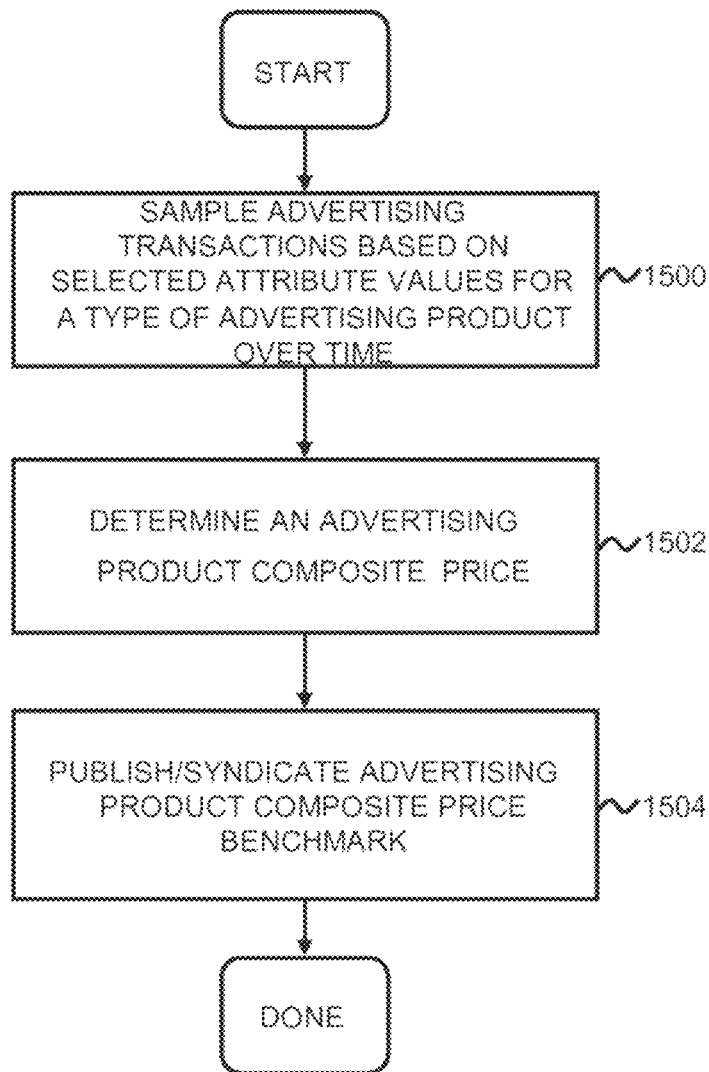 START
SAMPLE ADVERTISING
TRANSACTIONS BASED ON
SELECTED ATTRIBUTE VALUES FOR
A TYPE OF ADVERTISING PRODUCT
OVER TIME
1500
DETERMINE AN ADVERTISING
PRODUCT COMPOSITE PRICE
1502
PUBLISH/SYNDICATE ADVERTISING
PRODUCT COMPOSITE PRICE
BENCHMARK
1504
DONE